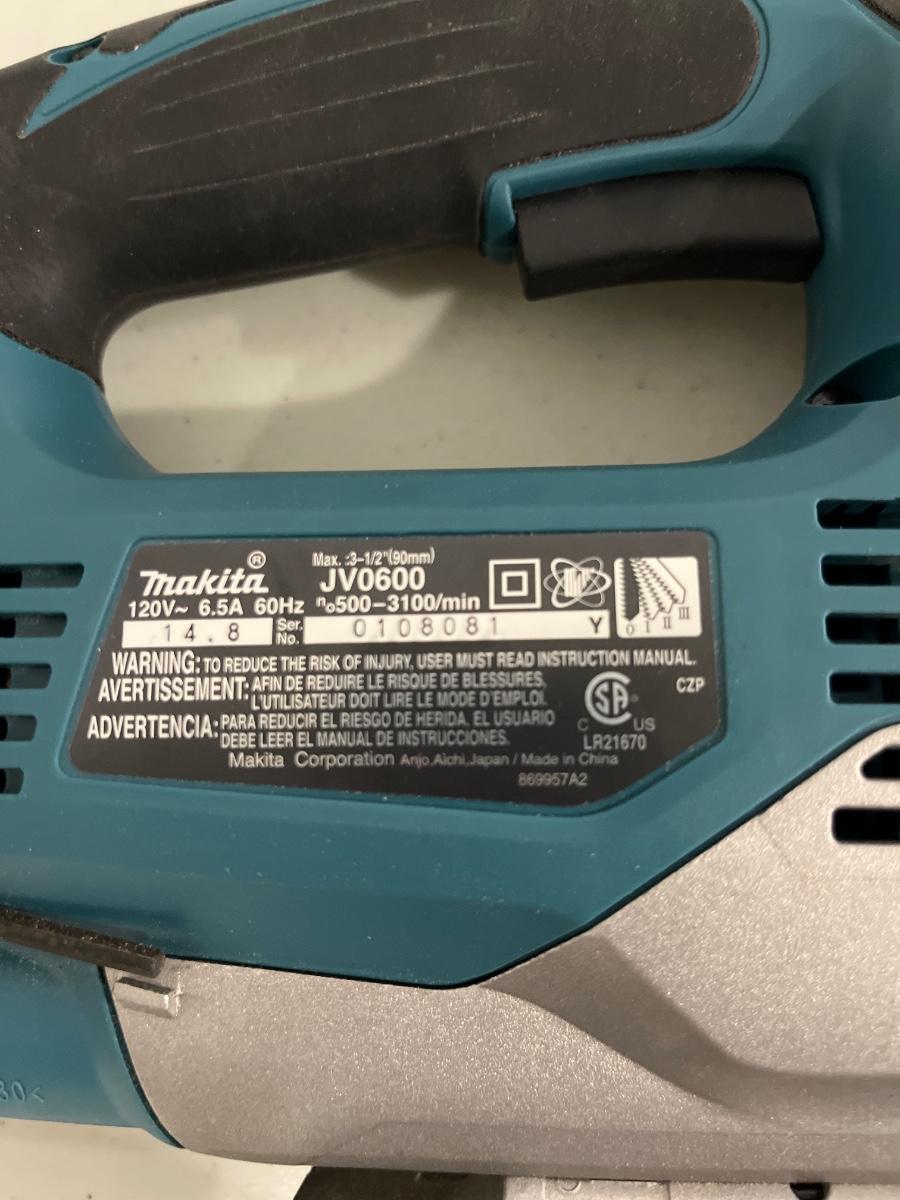 makita® Max. :3-1/2"(90mm)
JV0600
120V~ 6.5A 60Hz n₀500-3100/min
14.8 Ser. No. 0108081 Y
O I II III
WARNING: TO REDUCE THE RISK OF INJURY, USER MUST READ INSTRUCTION MANUAL.
AVERTISSEMENT: AFIN DE REDUIRE LE RISQUE DE BLESSURES,
L'UTILISATEUR DOIT LIRE LE MODE D'EMPLOI.
ADVERTENCIA: PARA REDUCIR EL RIESGO DE HERIDA, EL USUARIO
DEBE LEER EL MANUAL DE INSTRUCCIONES.
CZP
C SA US
LR21670
Makita Corporation Anjo,Aichi,Japan / Made in China
869957A2